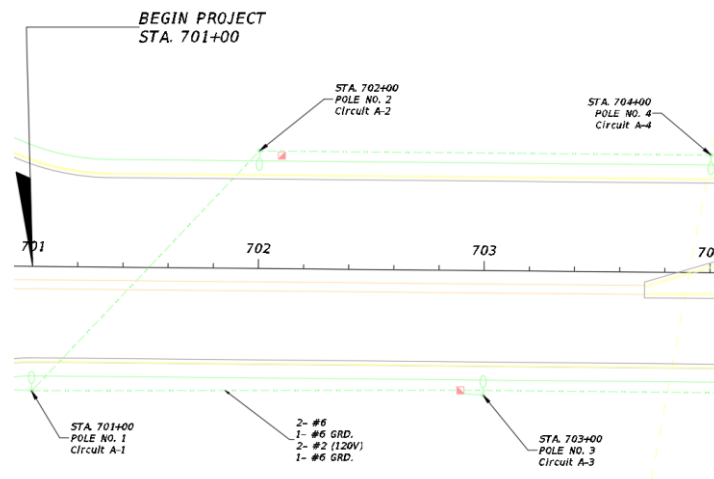 BEGIN PROJECT
STA. 701+00
STA. 702+00
POLE NO. 2
Circuit A-2
STA. 704+00
POLE NO. 4
Circuit A-4
701
702
703
70
STA. 701+00
POLE NO. 1
Circuit A-1
2- #6
1- #6 GRD.
2- #2 (120V)
1- #6 GRD.
STA. 703+00
POLE NO. 3
Circuit A-3